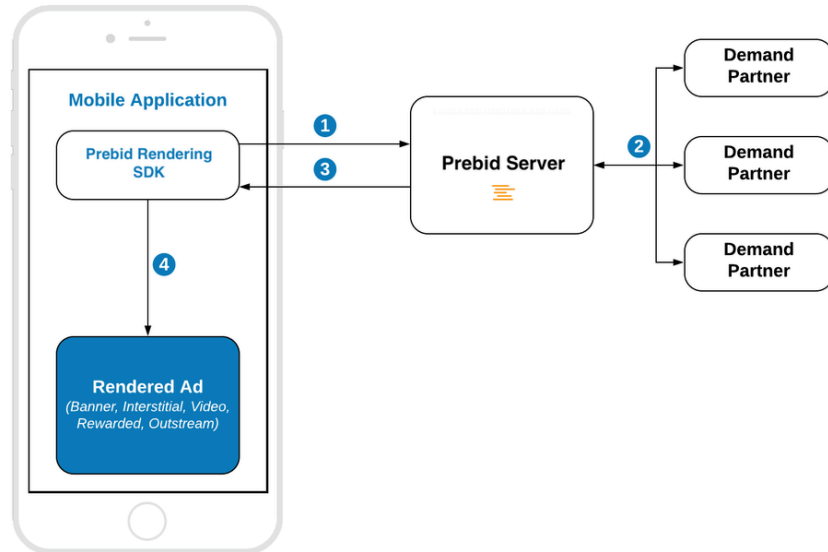 Mobile Application
Prebid Rendering
SDK
1
3
Prebid Server
2
Demand
Partner
Demand
Partner
Demand
Partner
4
Rendered Ad
(Banner, Interstitial, Video,
Rewarded, Outstream)